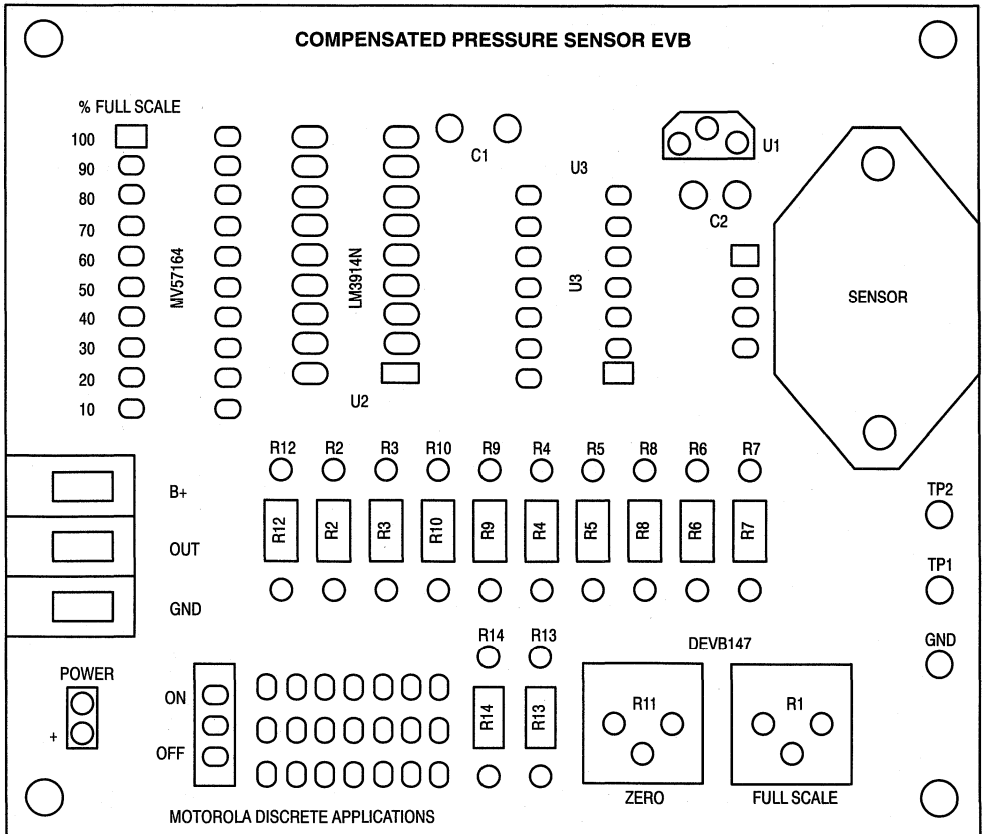 COMPENSATED PRESSURE SENSOR EVB
% FULL SCALE
100
90
80
70
60
50
40
30
20
10
MV57164
LM3914N
U2
C1
U3
U3
U1
C2
SENSOR
R12 R2 R3 R10 R9 R4 R5 R8 R6 R7
R12 R2 R3 R10 R9 R4 R5 R8 R6 R7
B+
OUT
GND
TP2
TP1
GND
POWER
+
ON
OFF
R14 R13
R14 R13
DEVB147
R11
R1
ZERO
FULL SCALE
MOTOROLA DISCRETE APPLICATIONS